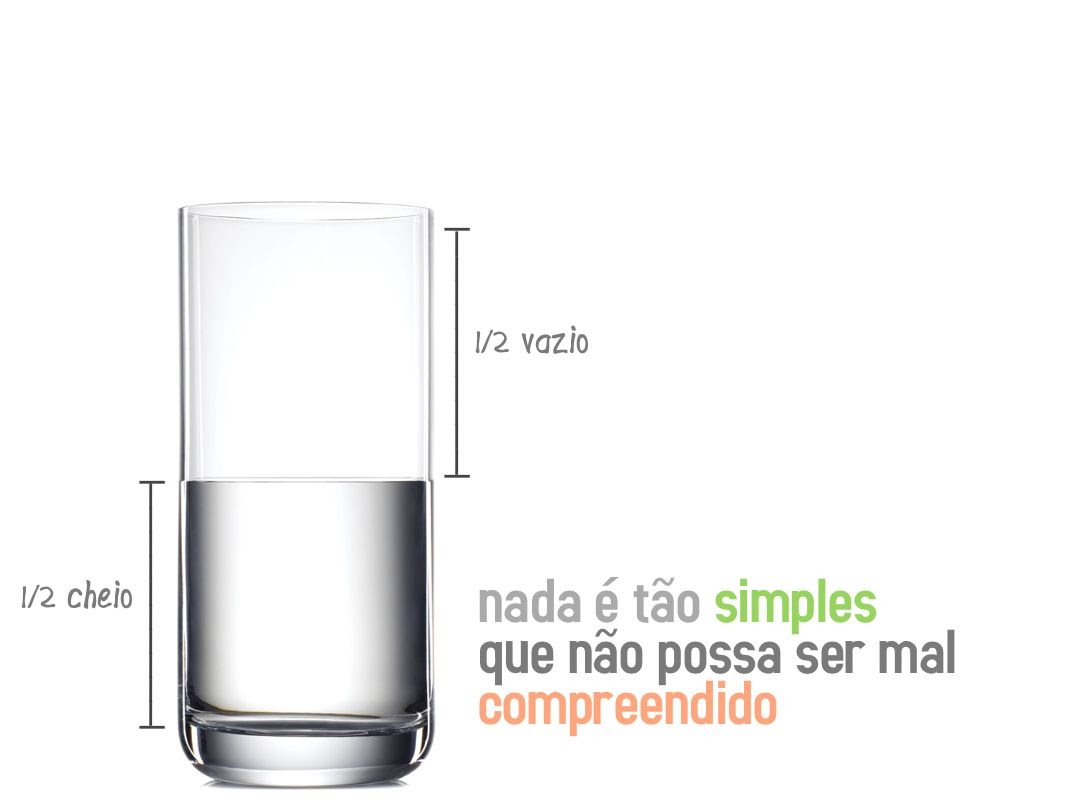 1/2 vazio
1/2 cheio
nada é tão simples
que não possa ser mal
compreendido